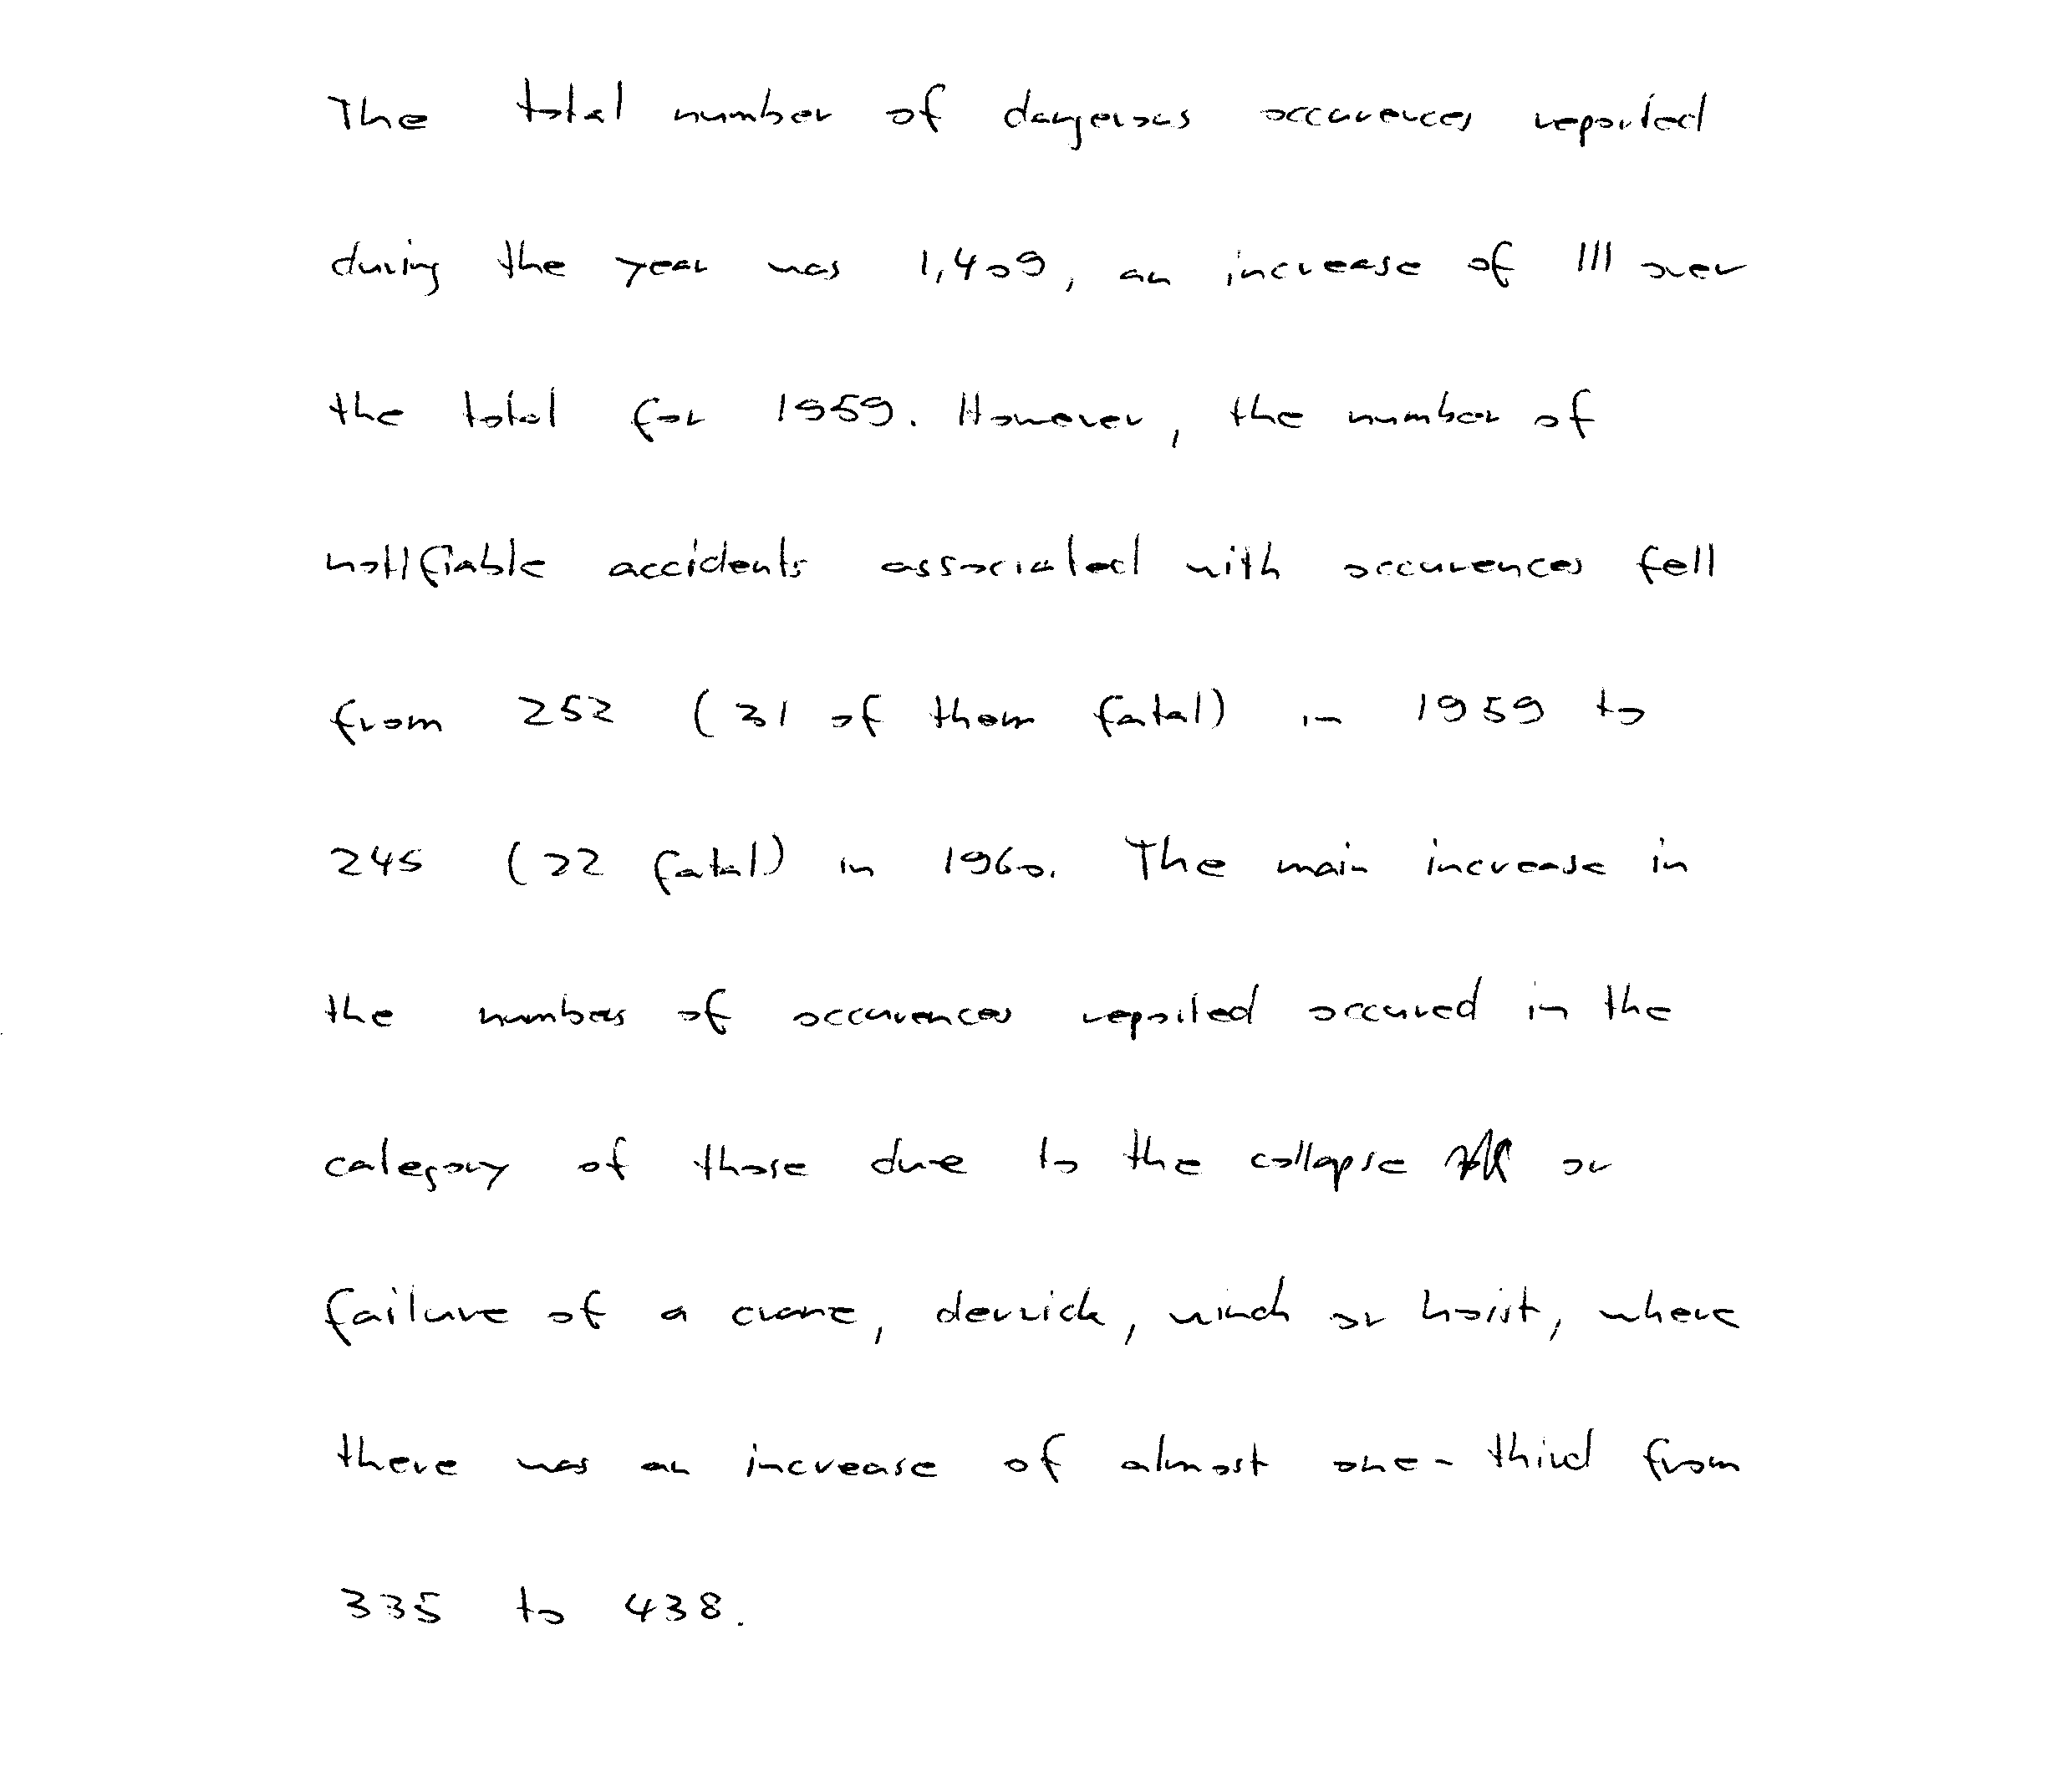 The total number of dangerous occurences reported
during the year was 1,409, an increase of 111 over
the total for 1959. However, the number of
notifiable accidents associated with occurences fell
from 252 (31 of them fatal) in 1959 to
245 (22 fatal) in 1960. The main increase in
the numbers of occurences reported occured in the
category of those due to the collapse or
failure of a crane, derrick, winch or hoist, where
there was an increase of almost one-third from
335 to 438.